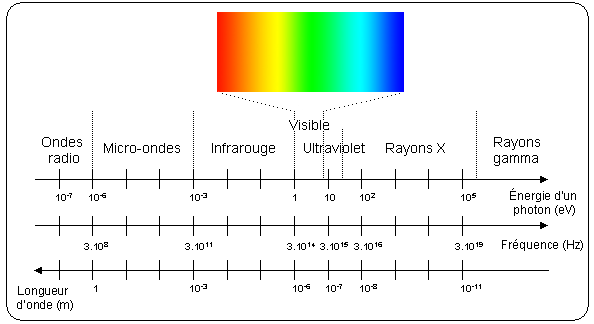 Visible
Ondes
radio
Micro-ondes
Infrarouge
Ultraviolet
Rayons X
Rayons
gamma
10⁻⁷ 10⁻⁶ 10⁻³ 1 10 10² 10⁵
Énergie d'un
photon (eV)
3.10⁸ 3.10¹¹ 3.10¹⁴ 3.10¹⁵ 3.10¹⁶ 3.10¹⁹
Fréquence (Hz)
Longueur
d'onde (m)
1 10⁻³ 10⁻⁶ 10⁻⁷ 10⁻⁸ 10⁻¹¹